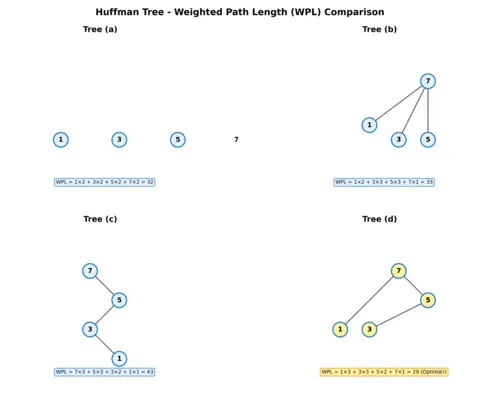 Huffman Tree - Weighted Path Length (WPL) Comparison
Tree (a)
1 3 5 7
WPL = 1×2 + 3×2 + 5×2 + 7×2 = 32
Tree (b)
7
1
3 5
WPL = 1×2 + 3×3 + 5×3 + 7×1 = 33
Tree (c)
7
5
3
1
WPL = 7×3 + 5×3 + 3×2 + 1×1 = 43
Tree (d)
7
5
1 3
WPL = 1×3 + 3×3 + 5×2 + 7×1 = 29 (Optimal!)